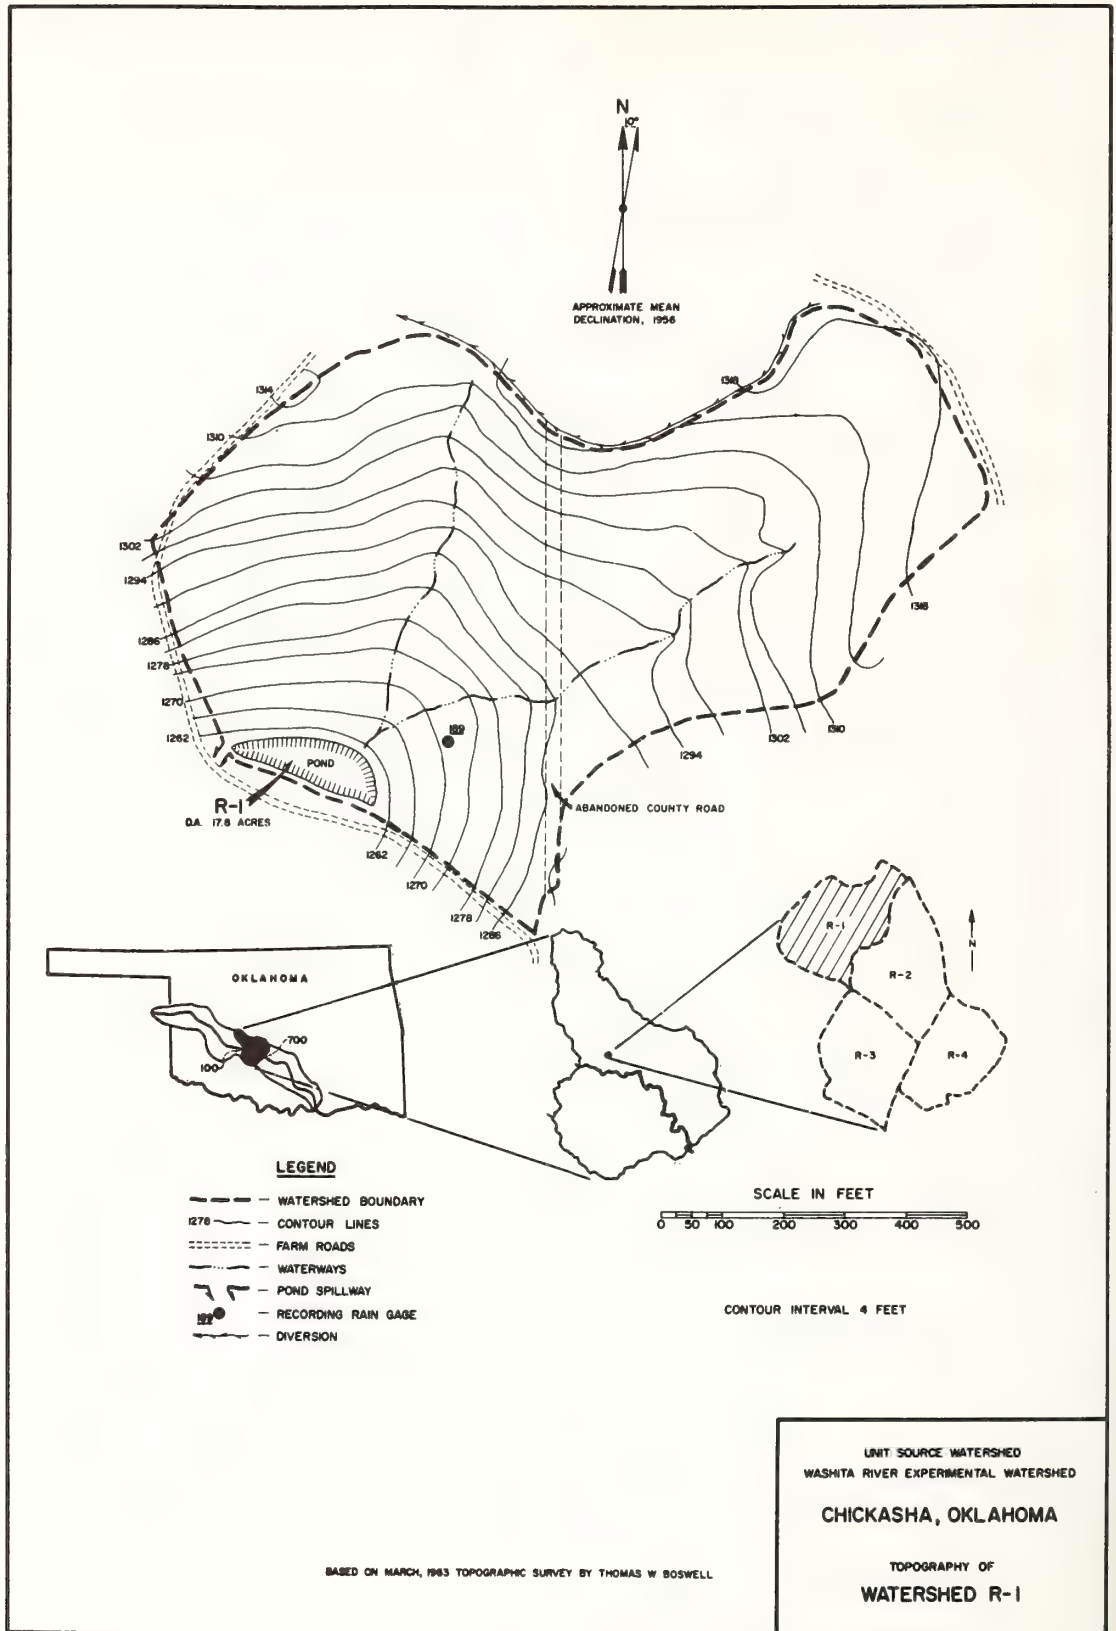 N
10°
APPROXIMATE MEAN
DECLINATION, 1956
1314
1310
1318
1302
1294
1318
1286
1278
1270
1262
189
POND
R-1
D.A. 17.8 ACRES
1294
1302
1310
ABANDONED COUNTY ROAD
1262
1270
1278
1286
OKLAHOMA
700
100
R-1
N
R-2
R-3
R-4
LEGEND
— WATERSHED BOUNDARY
1278 — CONTOUR LINES
— FARM ROADS
— WATERWAYS
— POND SPILLWAY
189 — RECORDING RAIN GAGE
— DIVERSION
SCALE IN FEET
0 50 100 200 300 400 500
CONTOUR INTERVAL 4 FEET
UNIT SOURCE WATERSHED
WASHITA RIVER EXPERIMENTAL WATERSHED
CHICKASHA, OKLAHOMA
TOPOGRAPHY OF
WATERSHED R-1
BASED ON MARCH, 1963 TOPOGRAPHIC SURVEY BY THOMAS W BOSWELL